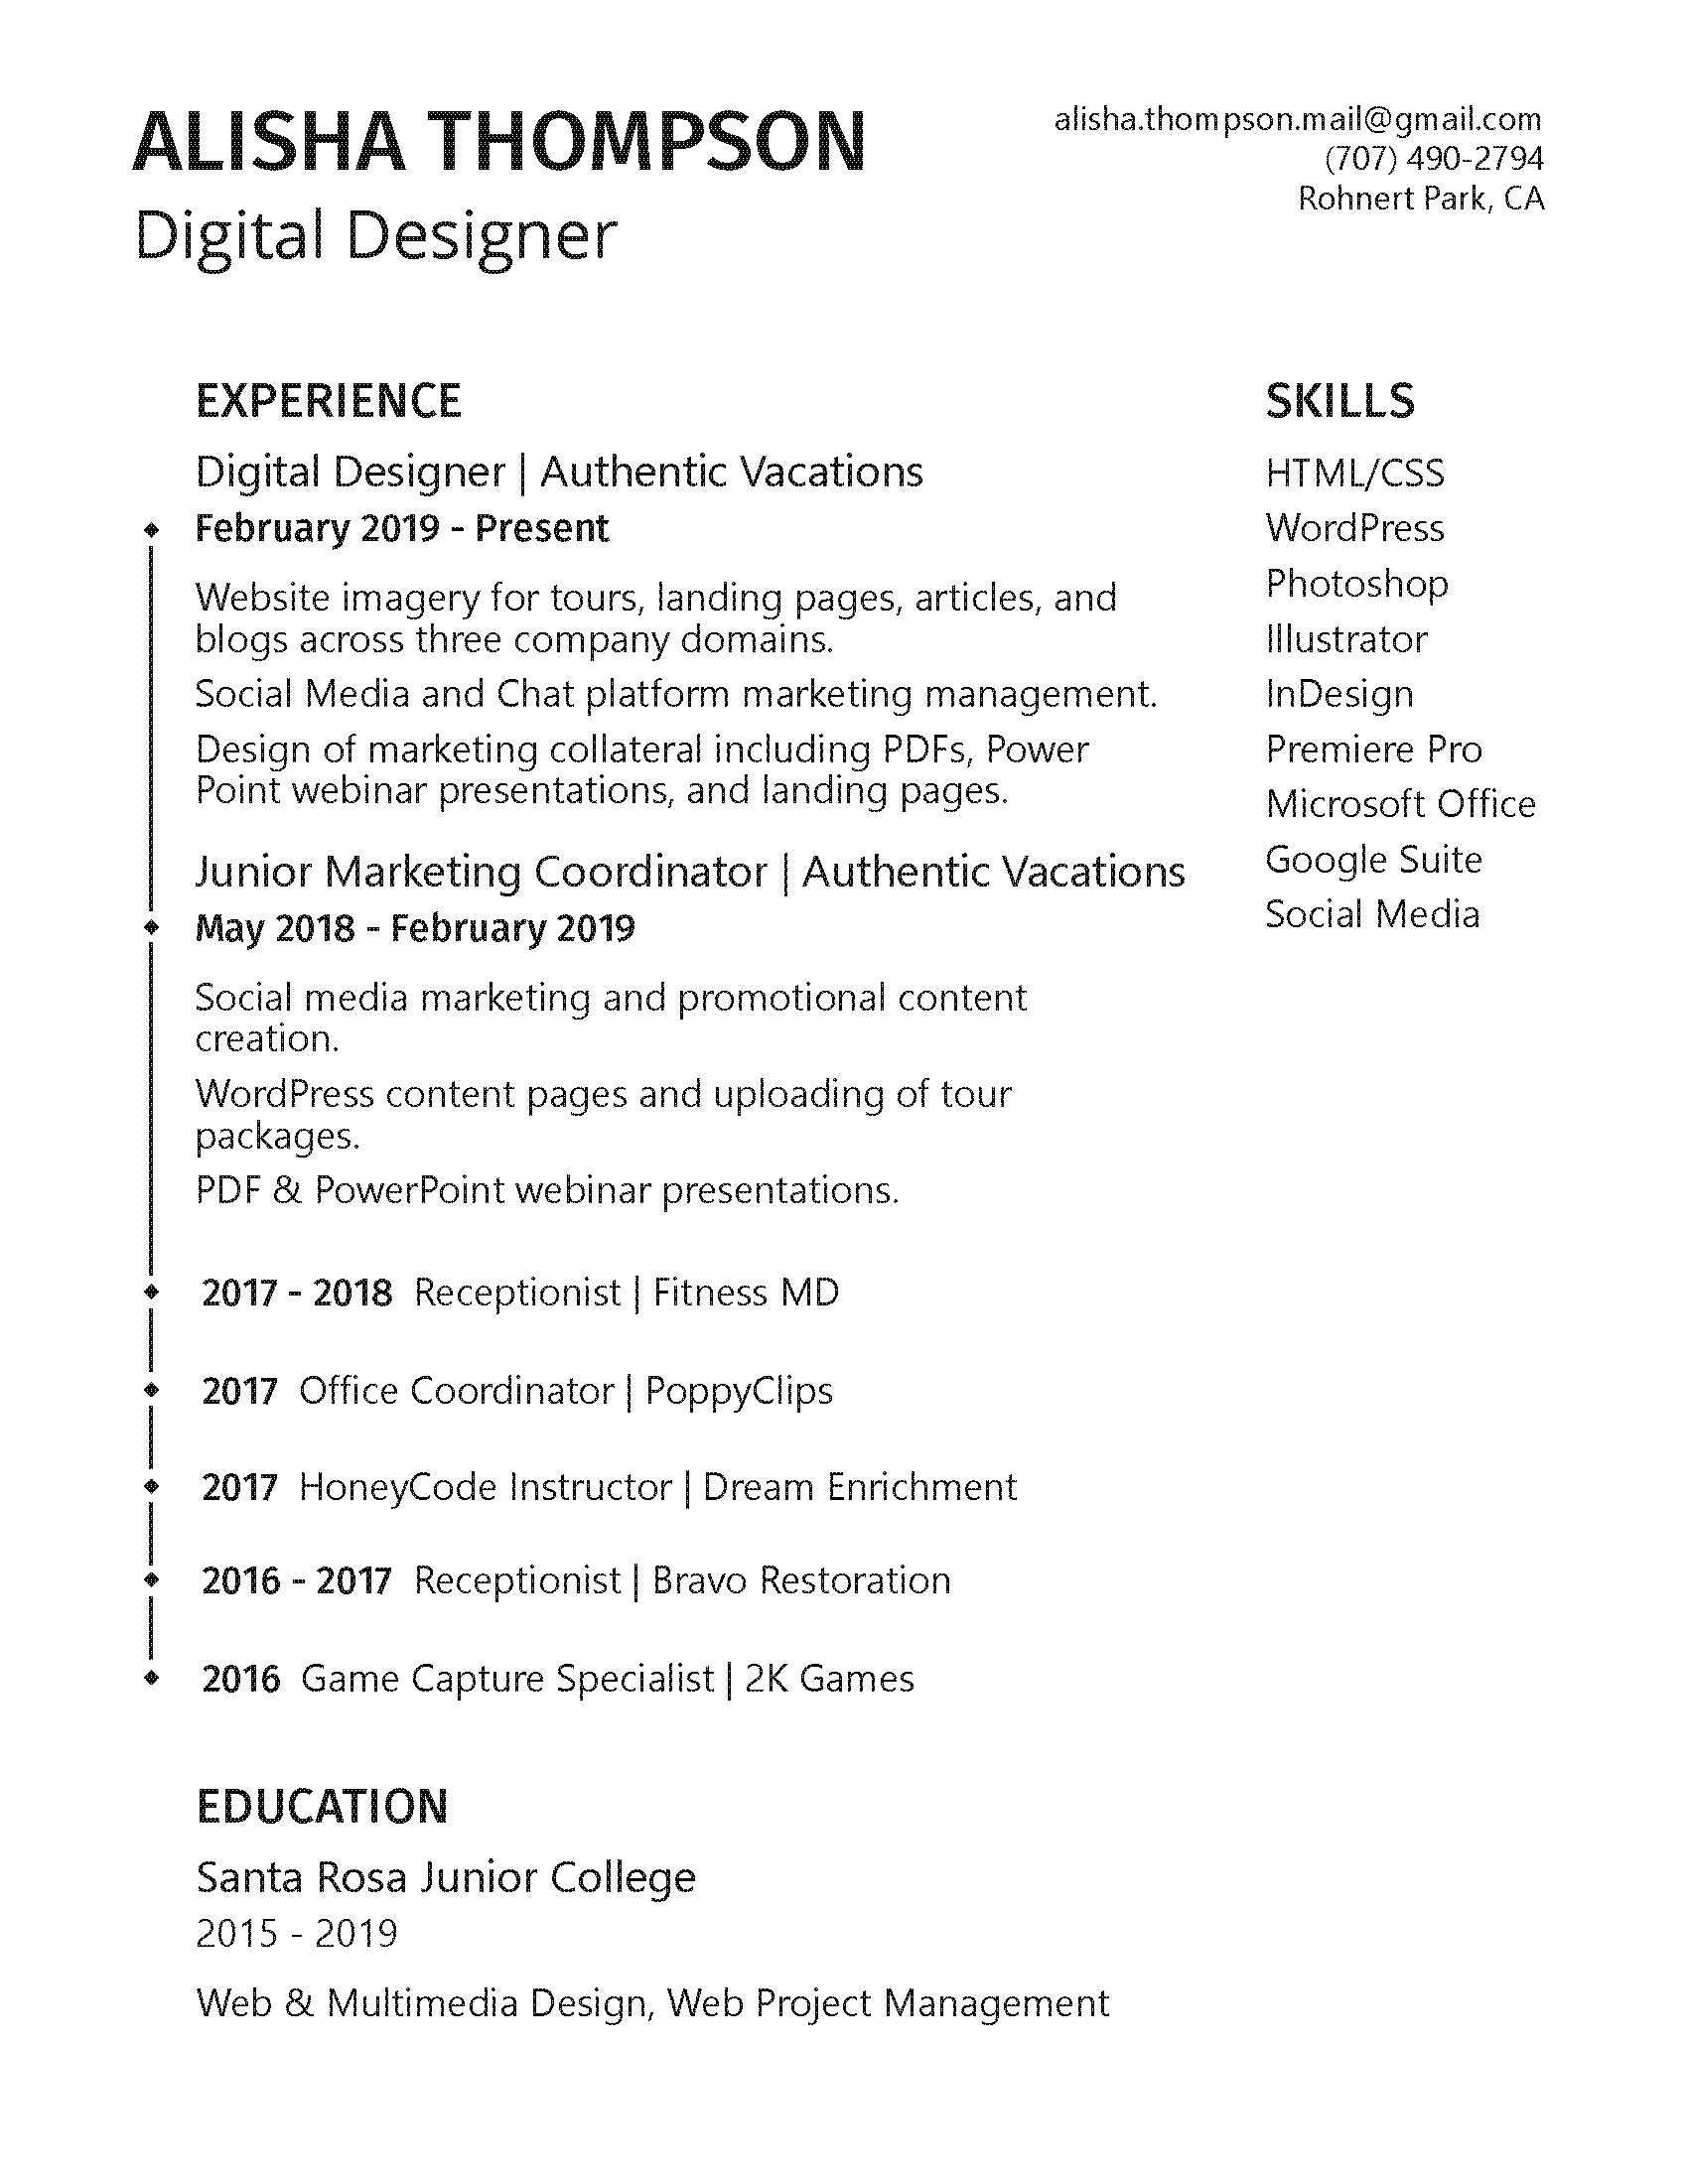 ALISHA THOMPSON
Digital Designer
alisha.thompson.mail@gmail.com
(707) 490-2794
Rohnert Park, CA
EXPERIENCE
Digital Designer | Authentic Vacations
February 2019 - Present
Website imagery for tours, landing pages, articles, and
blogs across three company domains.
Social Media and Chat platform marketing management.
Design of marketing collateral including PDFs, Power
Point webinar presentations, and landing pages.
Junior Marketing Coordinator | Authentic Vacations
May 2018 - February 2019
Social media marketing and promotional content
creation.
WordPress content pages and uploading of tour
packages.
PDF & PowerPoint webinar presentations.
2017 - 2018 Receptionist | Fitness MD
2017 Office Coordinator | PoppyClips
2017 HoneyCode Instructor | Dream Enrichment
2016 - 2017 Receptionist | Bravo Restoration
2016 Game Capture Specialist | 2K Games
EDUCATION
Santa Rosa Junior College
2015 - 2019
Web & Multimedia Design, Web Project Management
SKILLS
HTML/CSS
WordPress
Photoshop
Illustrator
InDesign
Premiere Pro
Microsoft Office
Google Suite
Social Media